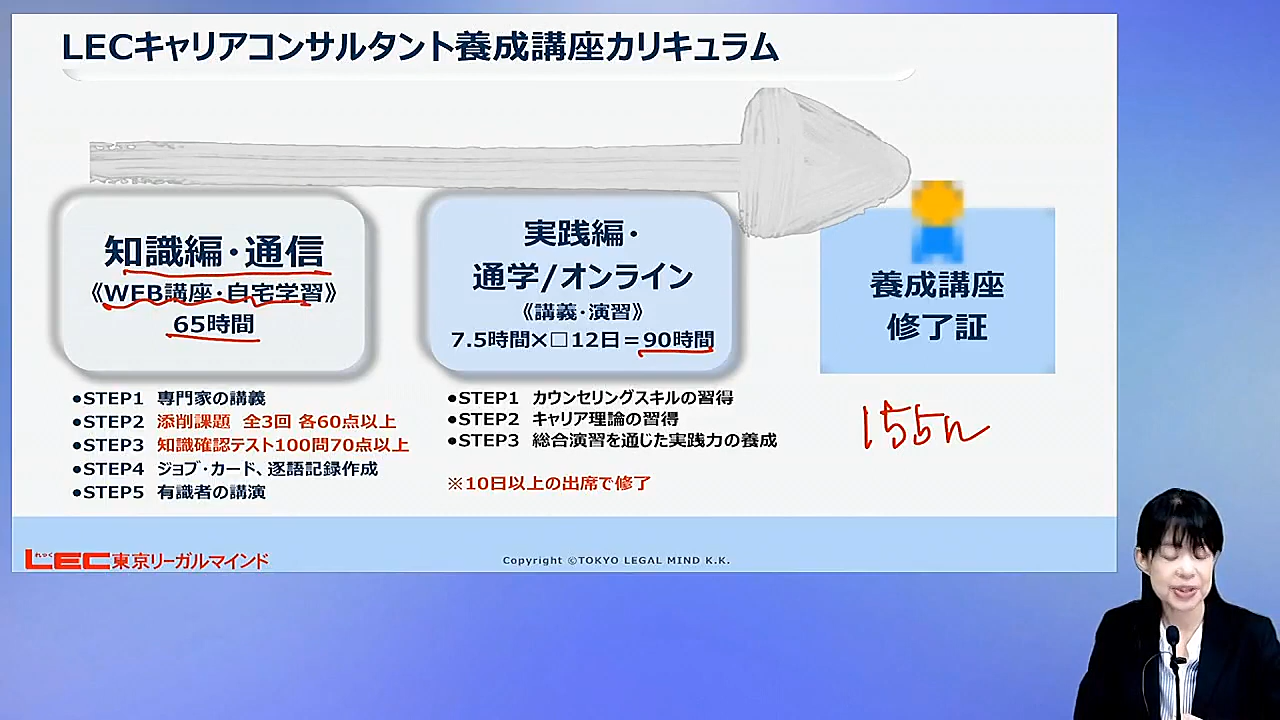 LECキャリアコンサルタント養成講座カリキュラム
知識編・通信
《WEB講座・自宅学習》
65時間
実践編・
通学/オンライン
《講義・演習》
7.5時間×□12日＝90時間
養成講座
修了証
●STEP1 専門家の講義
●STEP2 添削課題 全3回 各60点以上
●STEP3 知識確認テスト100問70点以上
●STEP4 ジョブ・カード、逐語記録作成
●STEP5 有識者の講演
●STEP1 カウンセリングスキルの習得
●STEP2 キャリア理論の習得
●STEP3 総合演習を通じた実践力の養成
※10日以上の出席で修了
155h
れっく
LEC東京リーガルマインド
Copyright ©TOKYO LEGAL MIND K.K.